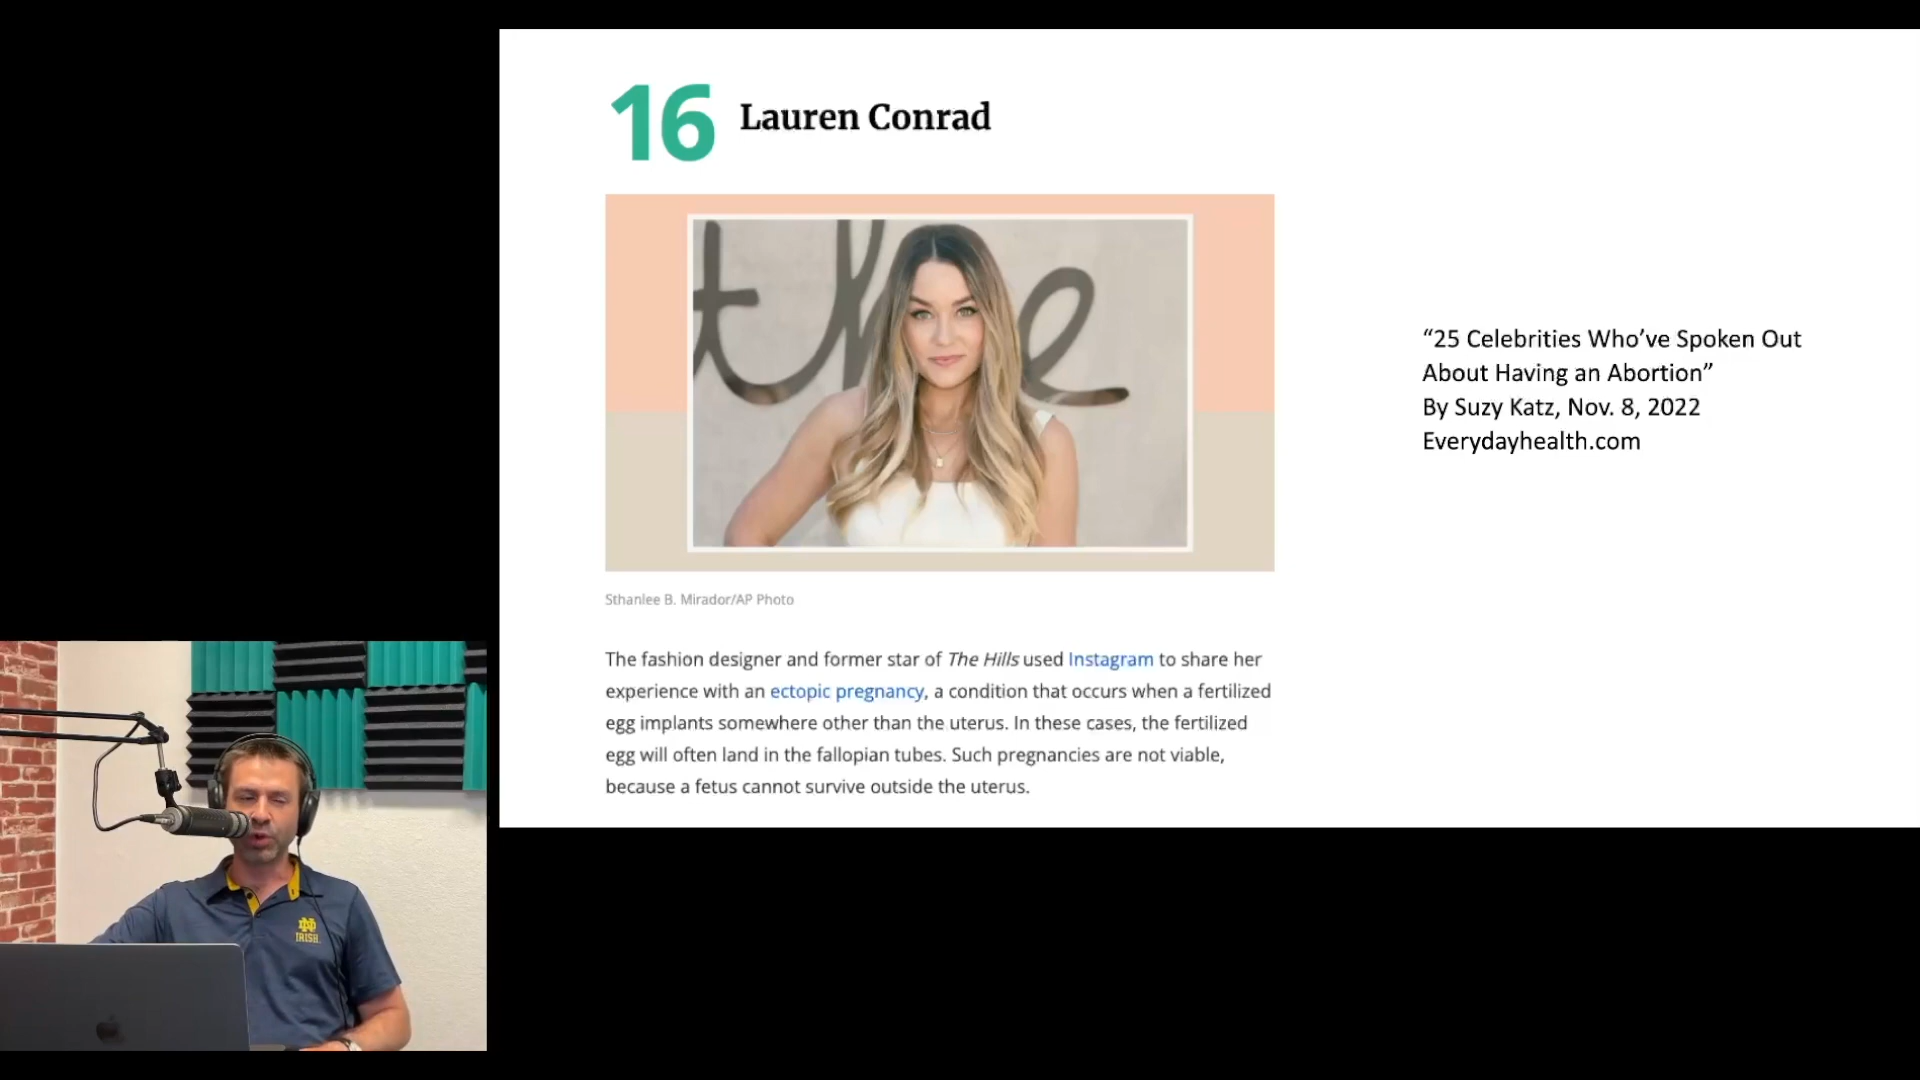 16 Lauren Conrad
the
Sthanlee B. Mirador/AP Photo
The fashion designer and former star of The Hills used Instagram to share her
experience with an ectopic pregnancy, a condition that occurs when a fertilized
egg implants somewhere other than the uterus. In these cases, the fertilized
egg will often land in the fallopian tubes. Such pregnancies are not viable,
because a fetus cannot survive outside the uterus.
“25 Celebrities Who’ve Spoken Out
About Having an Abortion”
By Suzy Katz, Nov. 8, 2022
Everydayhealth.com
ND
IRISH